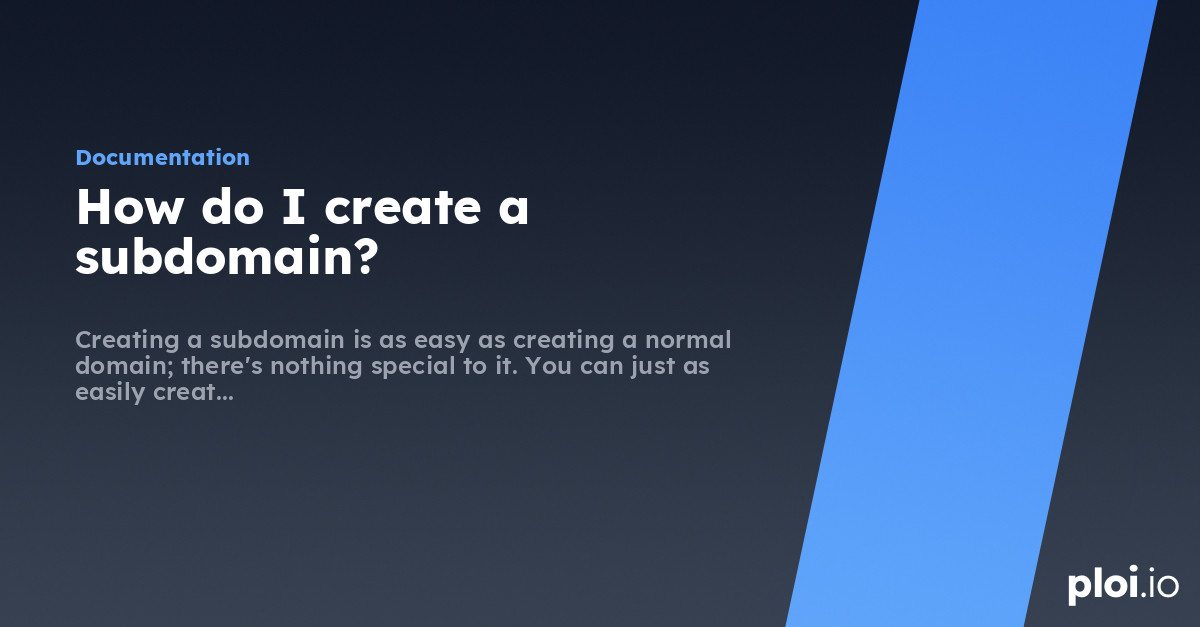 Documentation
How do I create a
subdomain?
Creating a subdomain is as easy as creating a normal
domain; there's nothing special to it. You can just as
easily creat...
ploi.io